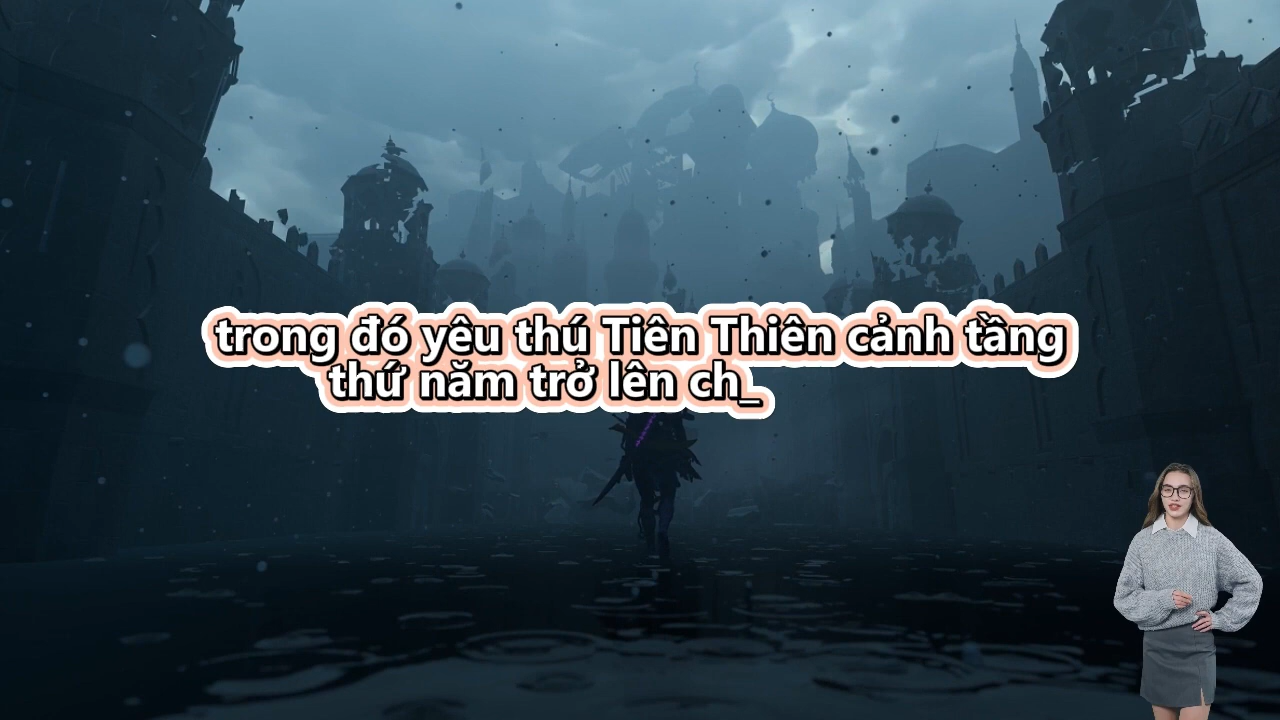 trong đó yêu thú Tiên Thiên cảnh tầng
thứ năm trở lên ch_